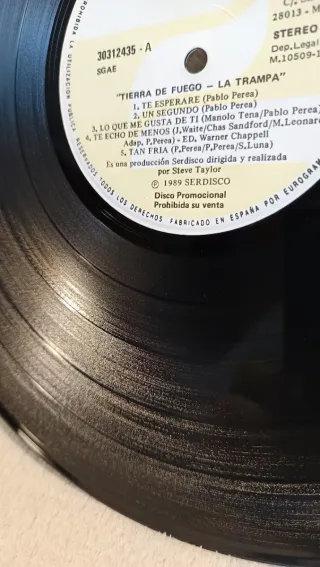 C/.
28013 - M
STEREO
Dep.Legal
M.10509-1
30312435 - A
SGAE
"TIERRA DE FUEGO – LA TRAMPA"
1. TE ESPERARE (Pablo Perea)
2. UN SEGUNDO (Pablo Perea)
3. LO QUE ME GUSTA DE TI (Manolo Tena/Pablo Perea)
4. TE ECHO DE MENOS (J.Waite/Chas Sandford/M.Leonard
Adap. P.Perea) - ED. Warner Chappell
5. TAN FRIA (P.Perea/P.Perea/S.Luna)
Es una producción Serdisco dirigida y realizada
por Steve Taylor
Ⓟ 1989 SERDISCO
Disco Promocional
Prohibida su venta
PROHIBIDA LA UTILIZACION PUBLICA RESERVADOS TODOS LOS DERECHOS FABRICADO EN ESPAÑA POR EUROGRAM